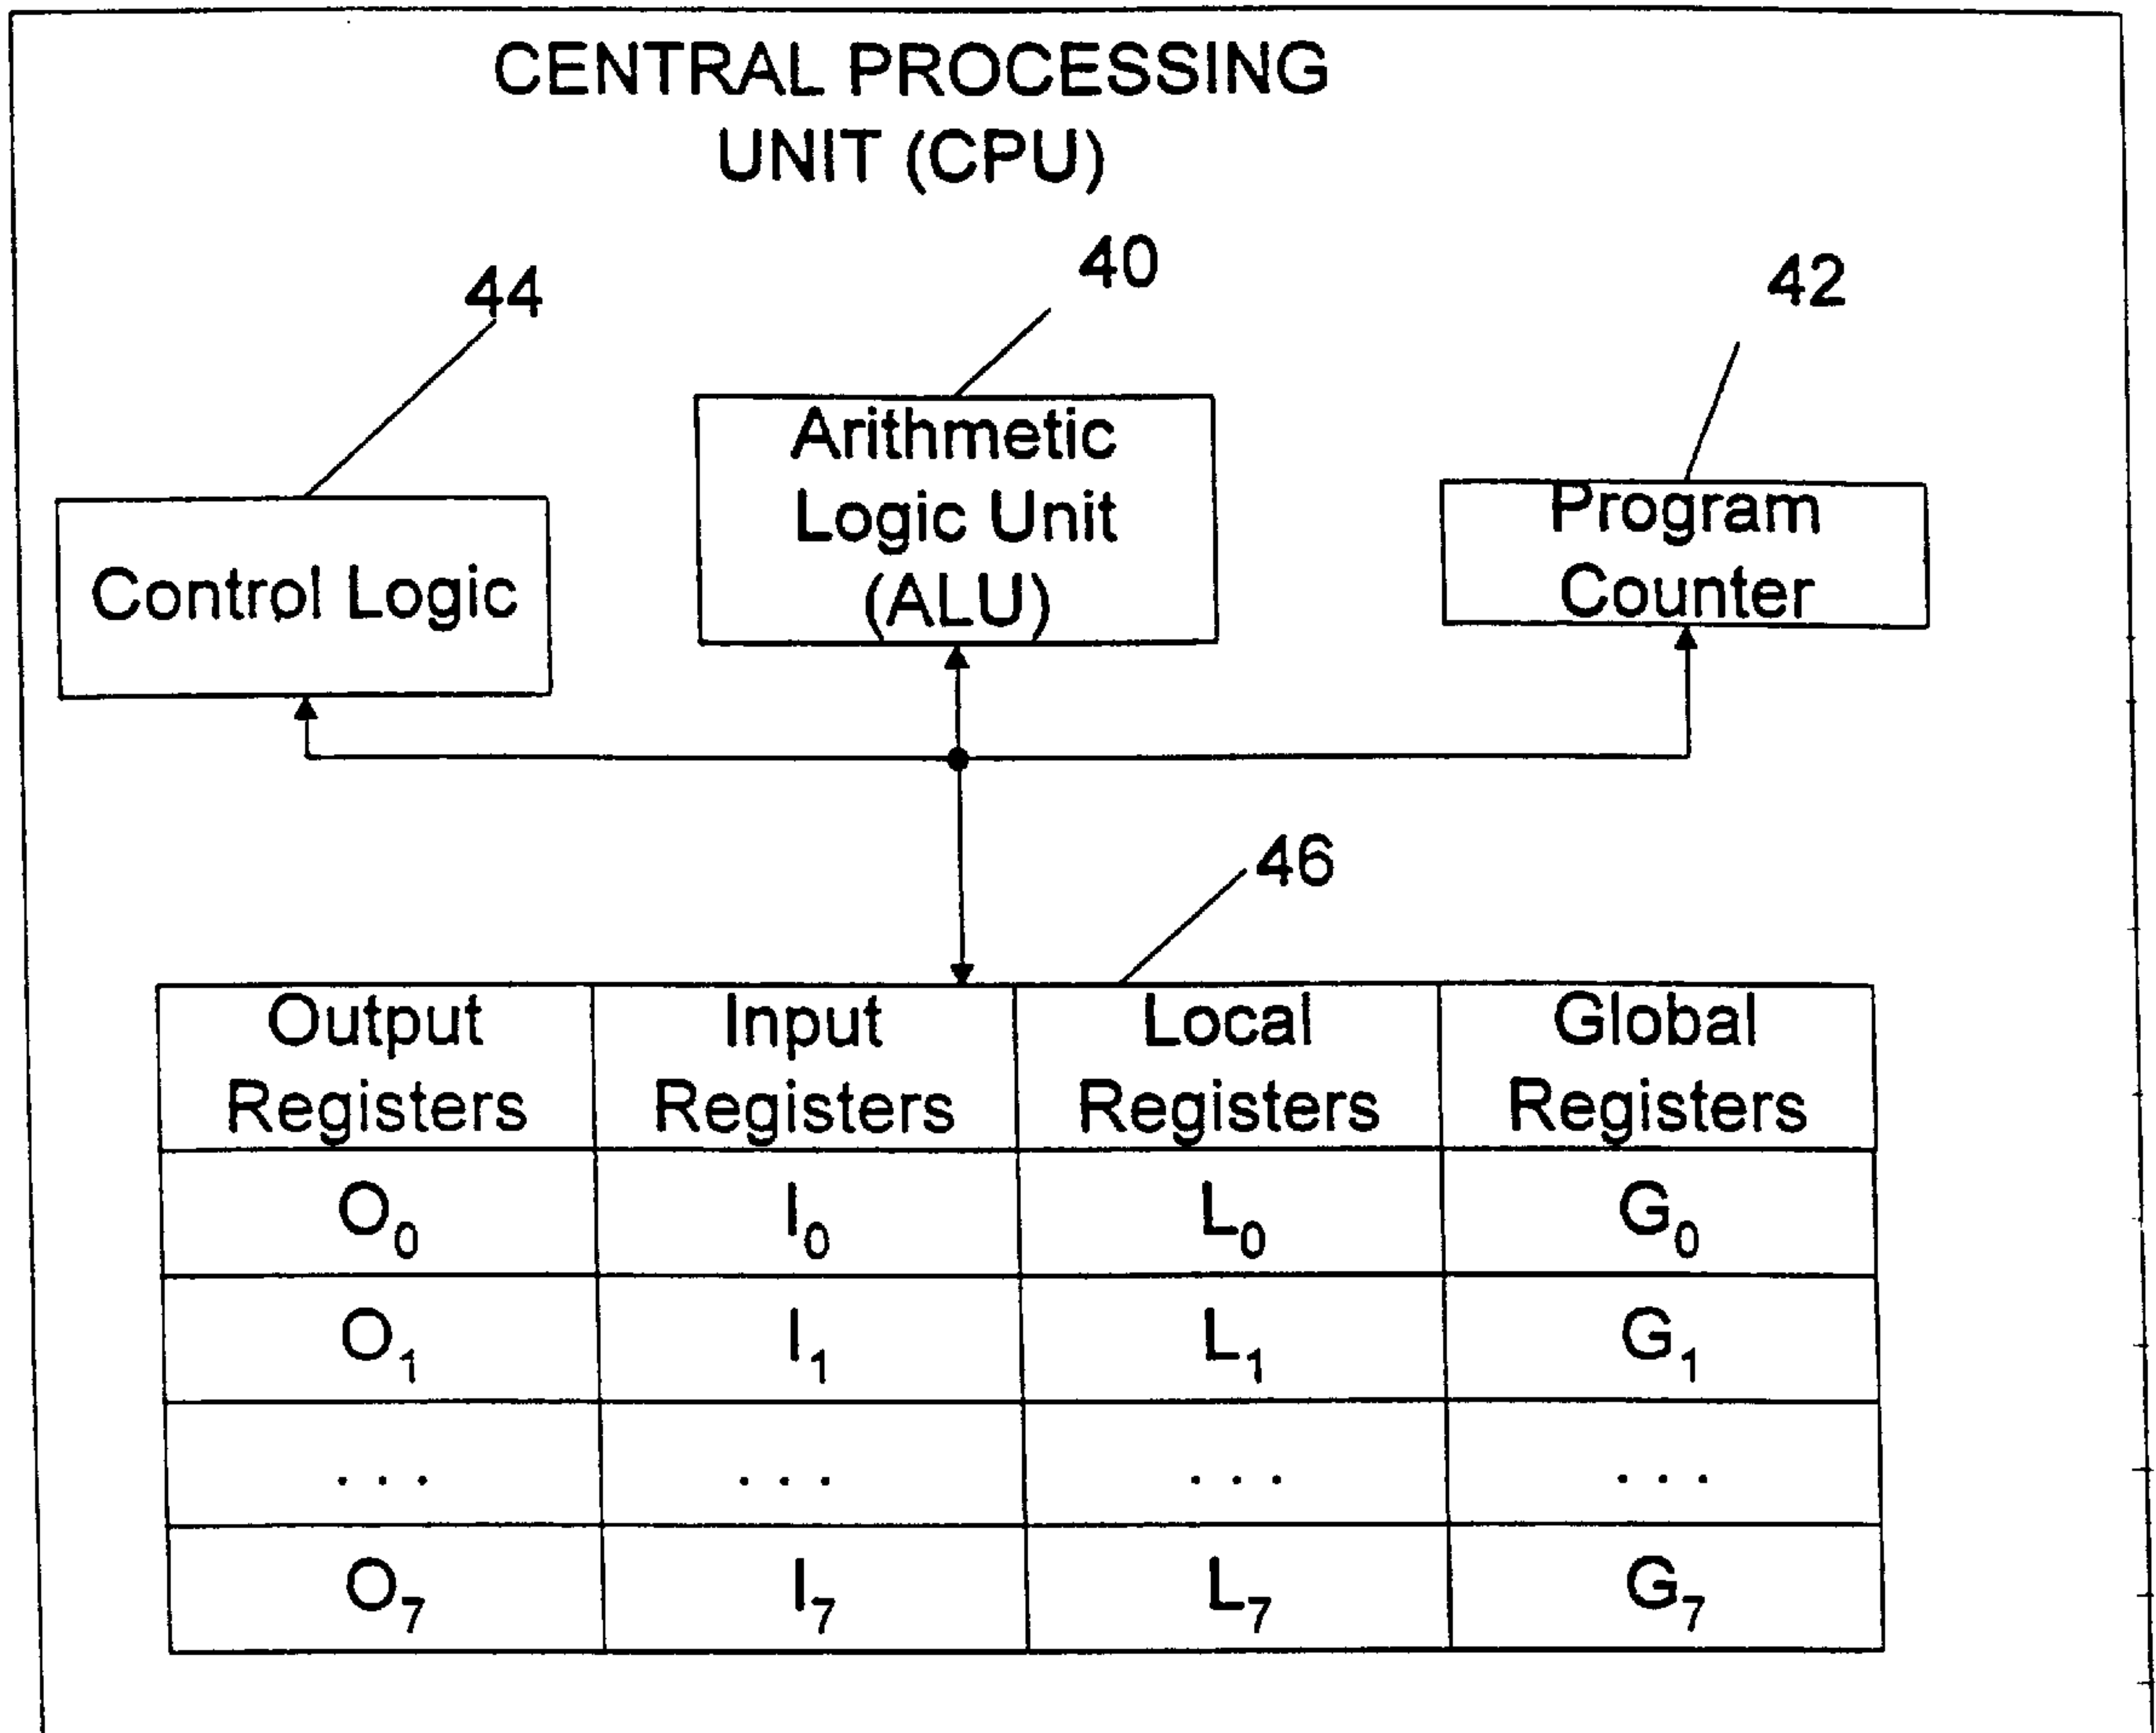 CENTRAL PROCESSING
UNIT (CPU)
44
40
42
Control Logic
Arithmetic
Logic Unit
(ALU)
Program
Counter
46
Output Registers Input Registers Local Registers Global Registers
O₀ I₀ L₀ G₀
O₁ I₁ L₁ G₁
... ... ... ...
O₇ I₇ L₇ G₇